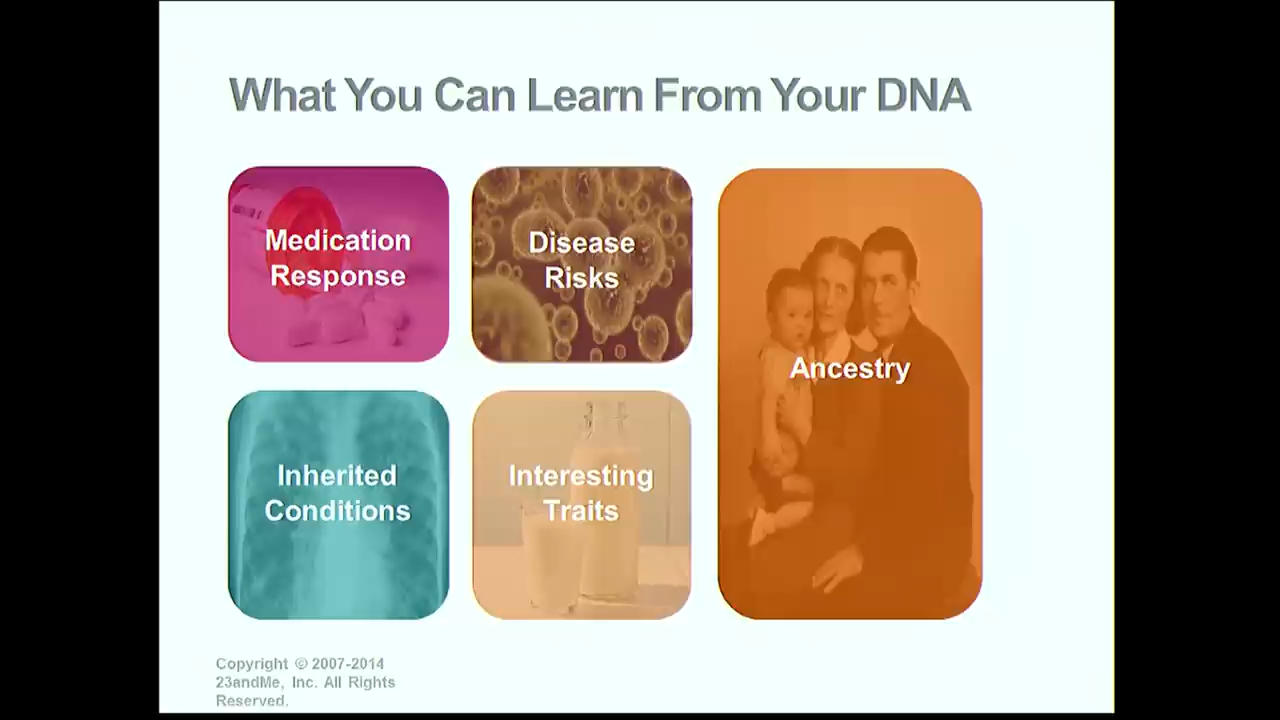 What You Can Learn From Your DNA
Medication
Response
Disease
Risks
Ancestry
Inherited
Conditions
Interesting
Traits
Copyright © 2007-2014
23andMe, Inc. All Rights
Reserved.